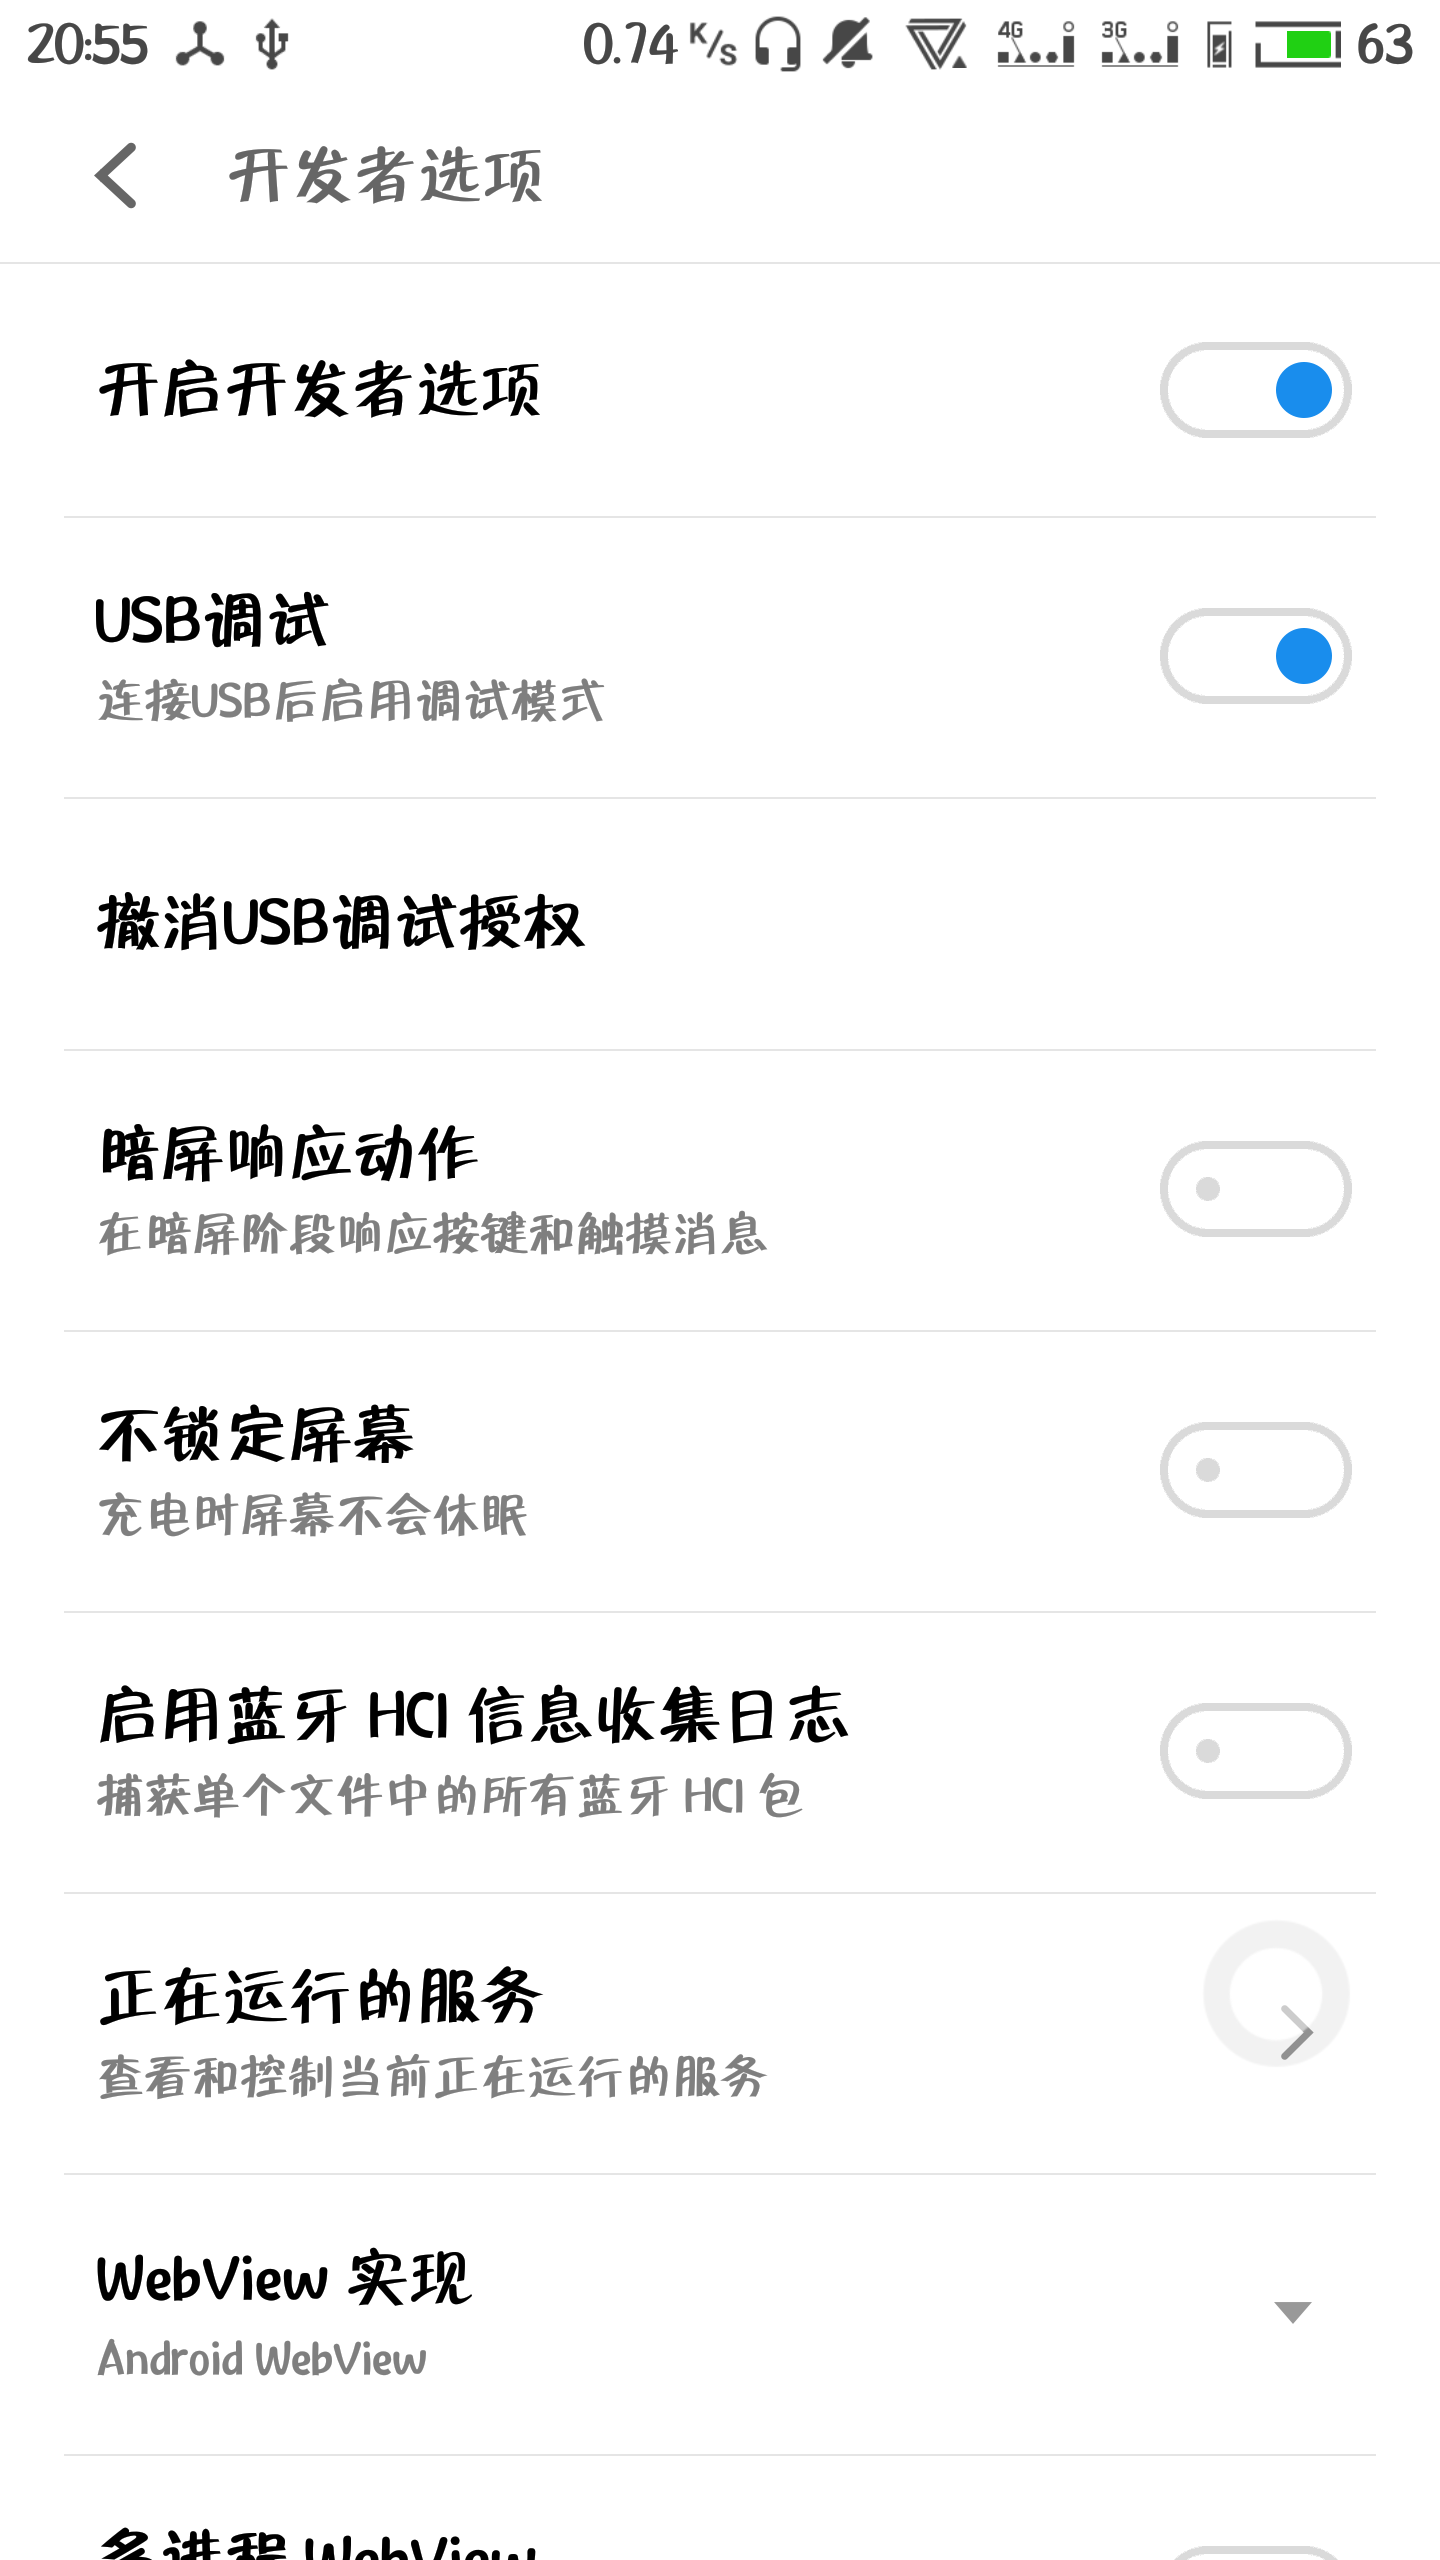 20:55 0.74 K/s 4G 3G 63
开发者选项
开启开发者选项
USB调试
连接USB后启用调试模式
撤消USB调试授权
暗屏响应动作
在暗屏阶段响应按键和触摸消息
不锁定屏幕
充电时屏幕不会休眠
启用蓝牙 HCI 信息收集日志
捕获单个文件中的所有蓝牙 HCI 包
正在运行的服务
查看和控制当前正在运行的服务
WebView 实现
Android WebView
多进程 WebView